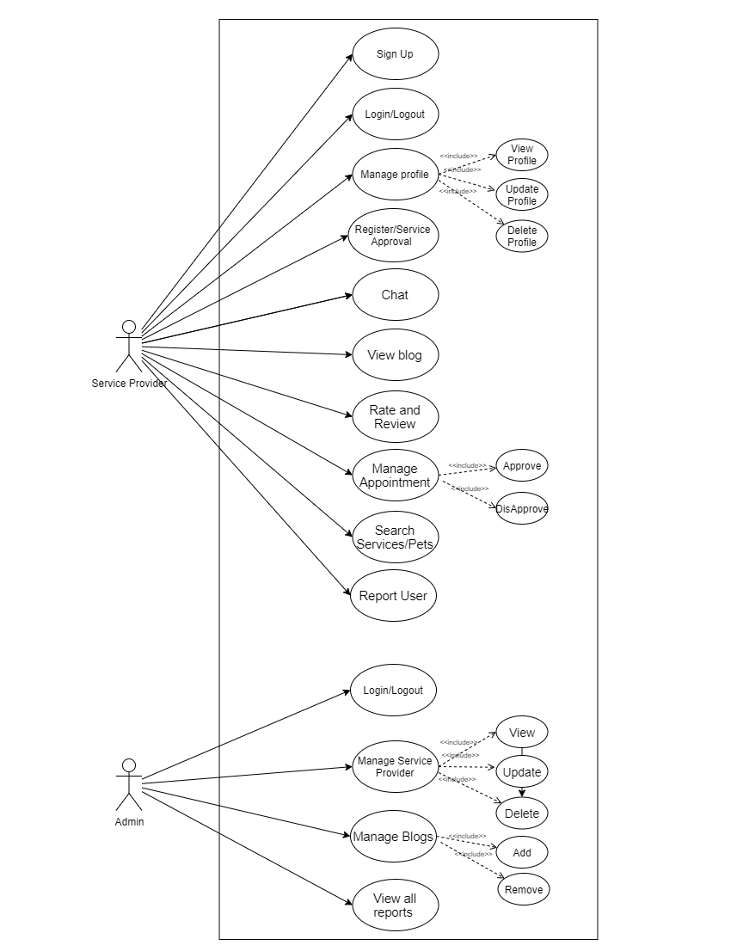 Sign Up
Login/Logout
Manage profile
<<include>>
<<include>>
<<include>>
View
Profile
Update
Profile
Delete
Profile
Register/Service
Approval
Chat
Service Provider
View blog
Rate and
Review
Manage
Appointment
<<include>>
<<include>>
Approve
DisApprove
Search
Services/Pets
Report User
Login/Logout
Manage Service
Provider
<<include>>
<<include>>
<<include>>
View
Update
Delete
Admin
Manage Blogs
<<include>>
<<include>>
Add
Remove
View all
reports